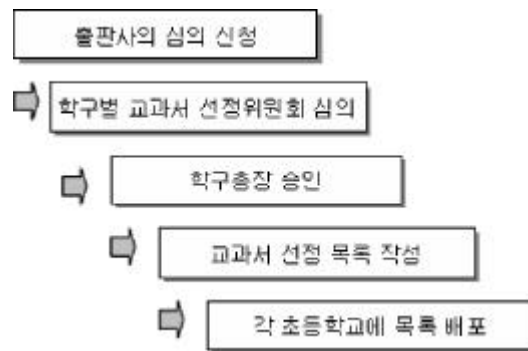 출판사의 심의 신청
학구별 교과서 선정위원회 심의
학구총장 승인
교과서 선정 목록 작성
각 초등학교에 목록 배포